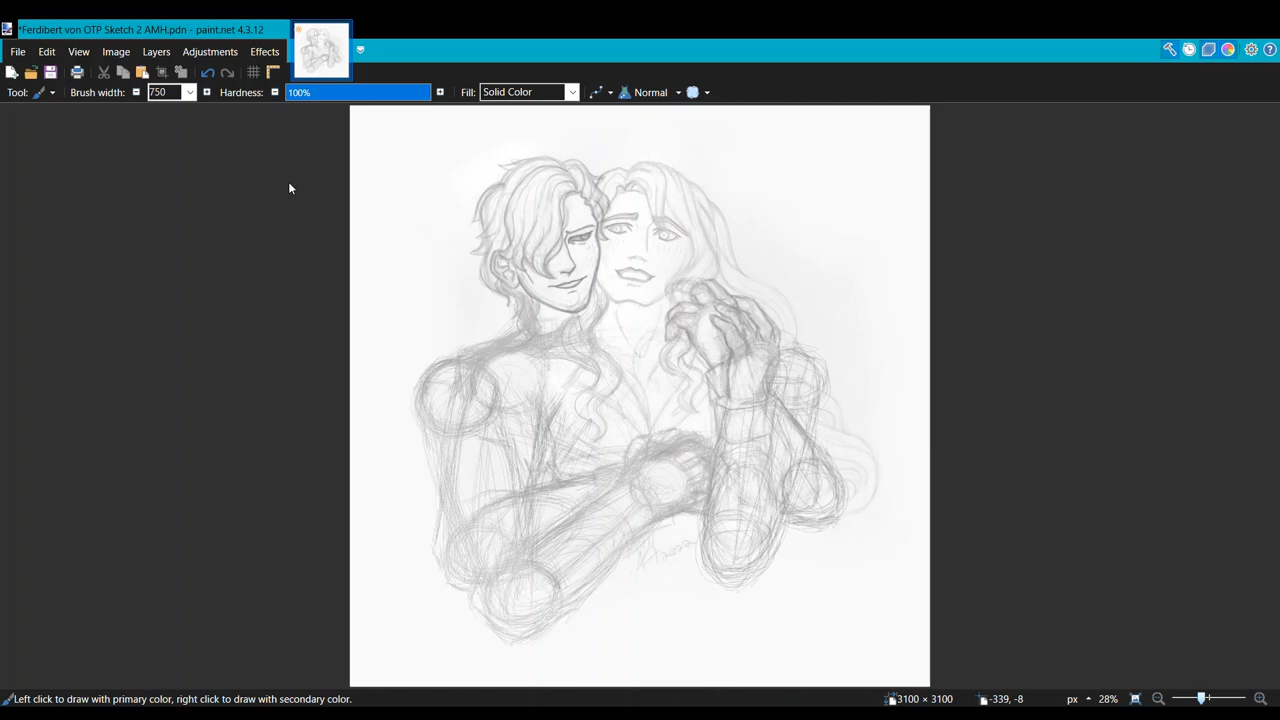 *Ferdibert von OTP Sketch 2 AMH.pdn - paint.net 4.3.12
File Edit View Image Layers Adjustments Effects
Tool: Brush width: 750 Hardness: 100% Fill: Solid Color Normal
Left click to draw with primary color, right click to draw with secondary color. 3100 × 3100 -339, -8 px 28%